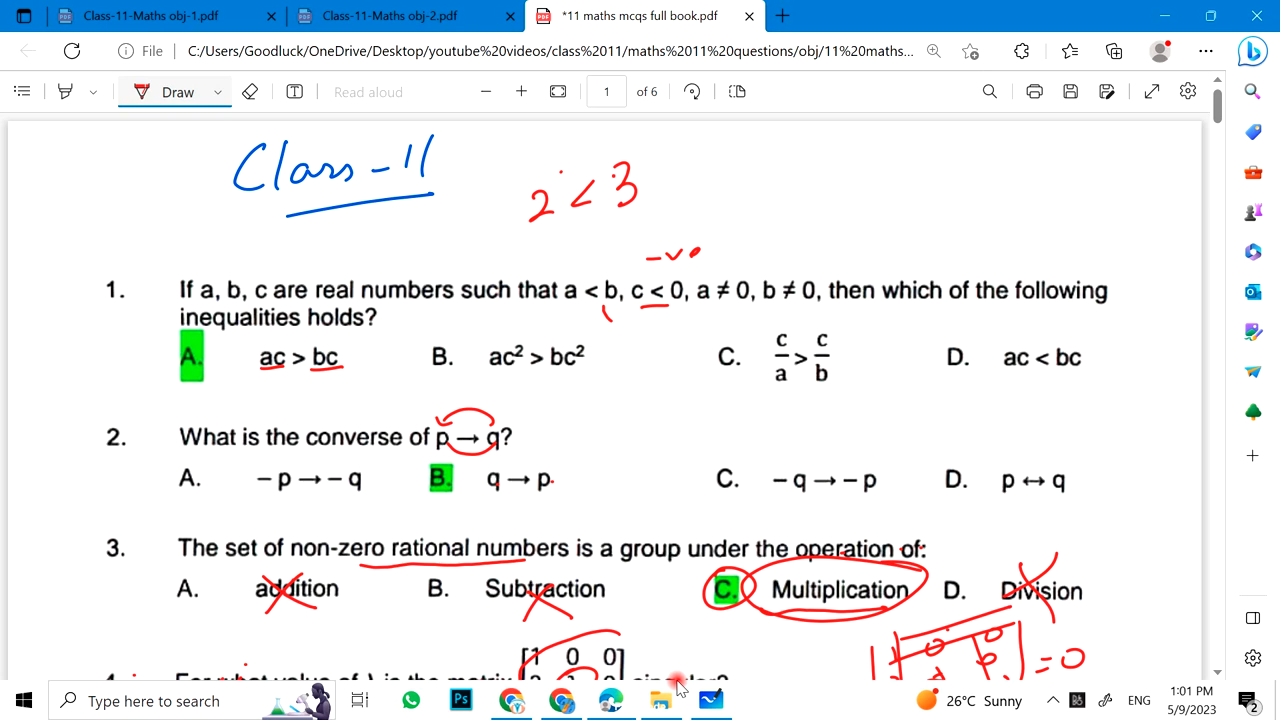 Class-11-Maths obj-1.pdf
Class-11-Maths obj-2.pdf
*11 maths mcqs full book.pdf
File
C:/Users/Goodluck/OneDrive/Desktop/youtube%20videos/class%2011/maths%2011%20questions/obj/11%20maths...
Draw
Read aloud
1 of 6
Class-11
2 < 3
-ve
1. If a, b, c are real numbers such that a < b, c < 0, a ≠ 0, b ≠ 0, then which of the following
inequalities holds?
A. ac > bc B. ac² > bc² C. c/a > c/b D. ac < bc
2. What is the converse of p → q?
A. − p → − q B. q → p C. − q → − p D. p ↔ q
3. The set of non-zero rational numbers is a group under the operation of:
A. addition B. Subtraction C. Multiplication D. Division
[1 0 0]
= 0
Type here to search
26°C Sunny
ENG
1:01 PM
5/9/2023
2